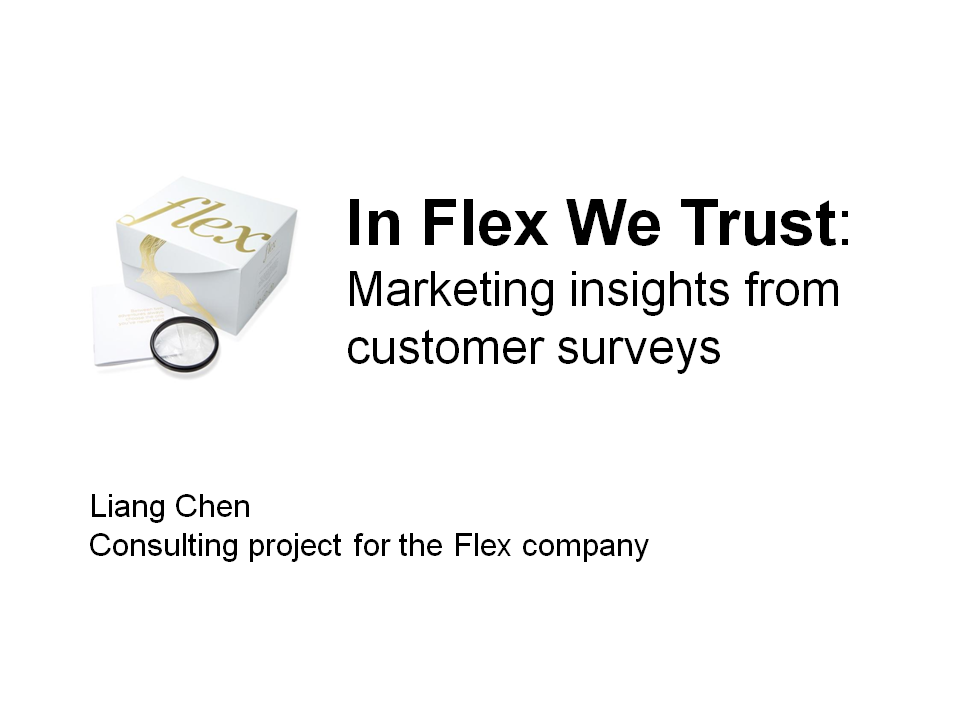 flex
In Flex We Trust:
Marketing insights from
customer surveys
Liang Chen
Consulting project for the Flex company